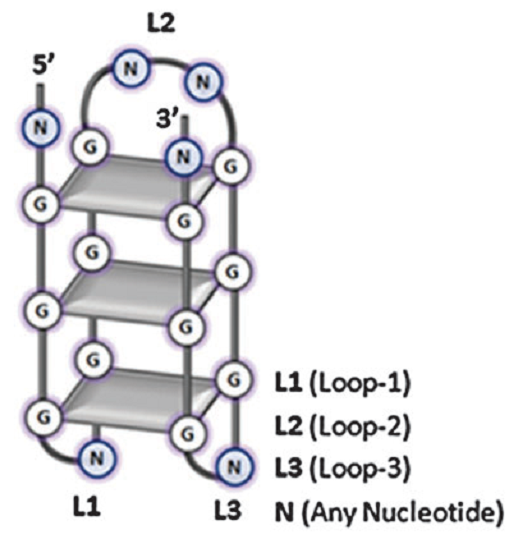 L2
N N
5’
3’
N
G N G
G G
G G
G G
G G
G
G N N
L1 L3
L1 (Loop-1)
L2 (Loop-2)
L3 (Loop-3)
N (Any Nucleotide)